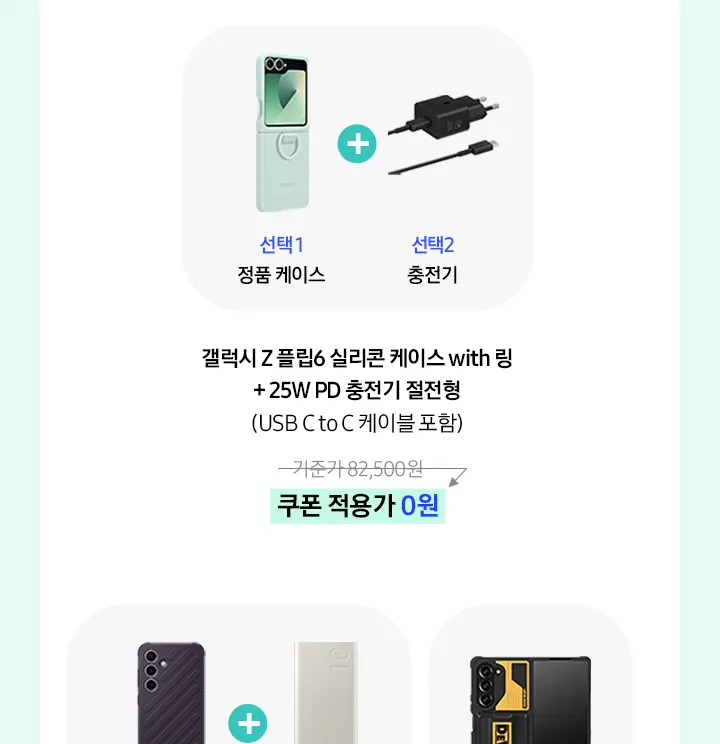 선택1
선택2
정품 케이스
충전기
갤럭시 Z 플립6 실리콘 케이스 with 링
+ 25W PD 충전기 절전형
(USB C to C 케이블 포함)
기준가 82,500원
쿠폰 적용가 0원
10